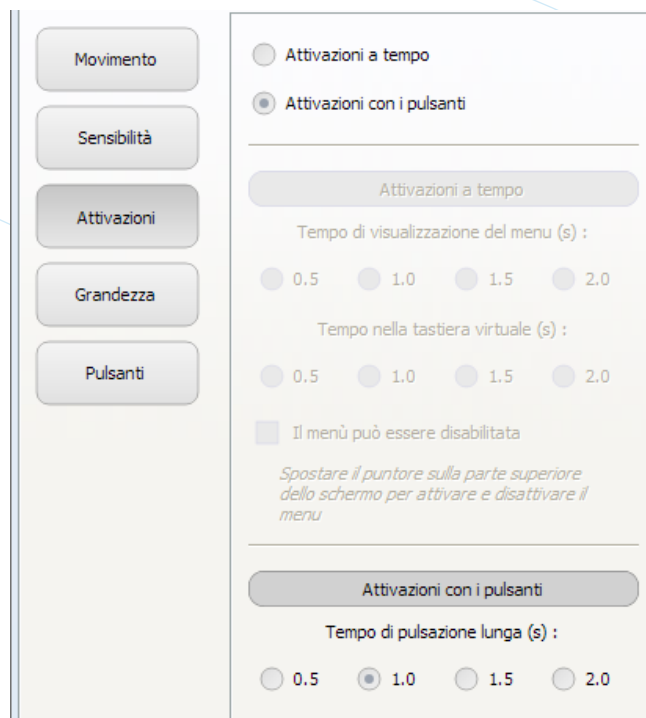 Movimento
Sensibilità
Attivazioni
Grandezza
Pulsanti
Attivazioni a tempo
Attivazioni con i pulsanti
Attivazioni a tempo
Tempo di visualizzazione del menu (s) :
0.5 1.0 1.5 2.0
Tempo nella tastiera virtuale (s) :
0.5 1.0 1.5 2.0
Il menù può essere disabilitata
Spostare il puntore sulla parte superiore
dello schermo per attivare e disattivare il
menu
Attivazioni con i pulsanti
Tempo di pulsazione lunga (s) :
0.5 1.0 1.5 2.0